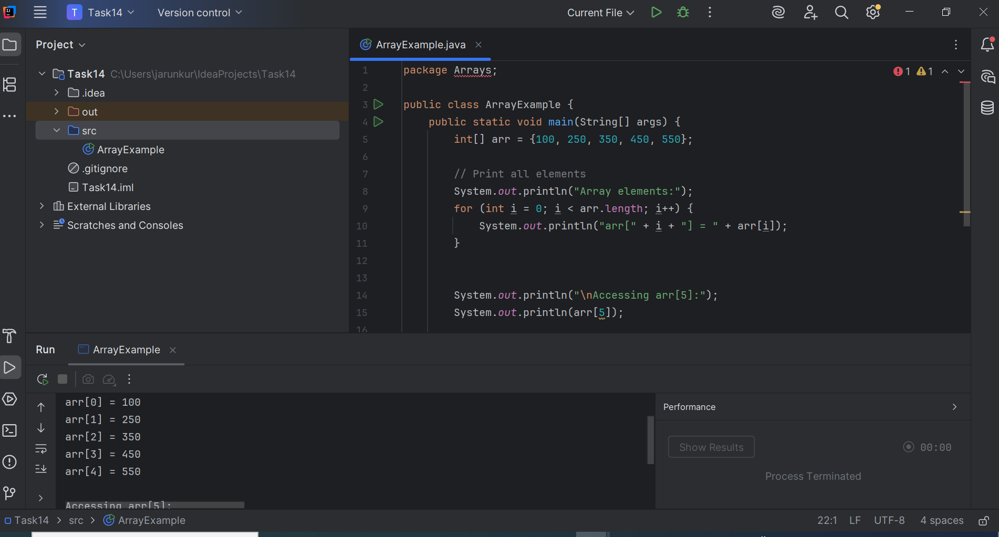 T Task14 Version control Current File
Project
Task14 C:\Users\jarunkur\IdeaProjects\Task14
.idea
out
src
ArrayExample
.gitignore
Task14.iml
External Libraries
Scratches and Consoles
ArrayExample.java
1 1
1 package Arrays;
2
3 public class ArrayExample {
4 public static void main(String[] args) {
5 int[] arr = {100, 250, 350, 450, 550};
6
7 // Print all elements
8 System.out.println("Array elements:");
9 for (int i = 0; i < arr.length; i++) {
10 System.out.println("arr[" + i + "] = " + arr[i]);
11 }
12
13
14 System.out.println("\nAccessing arr[5]:");
15 System.out.println(arr[5]);
16
Run ArrayExample
arr[0] = 100
arr[1] = 250
arr[2] = 350
arr[3] = 450
arr[4] = 550
Accessing arr[5]:
Performance
Show Results 00:00
Process Terminated
Task14 > src > ArrayExample 22:1 LF UTF-8 4 spaces